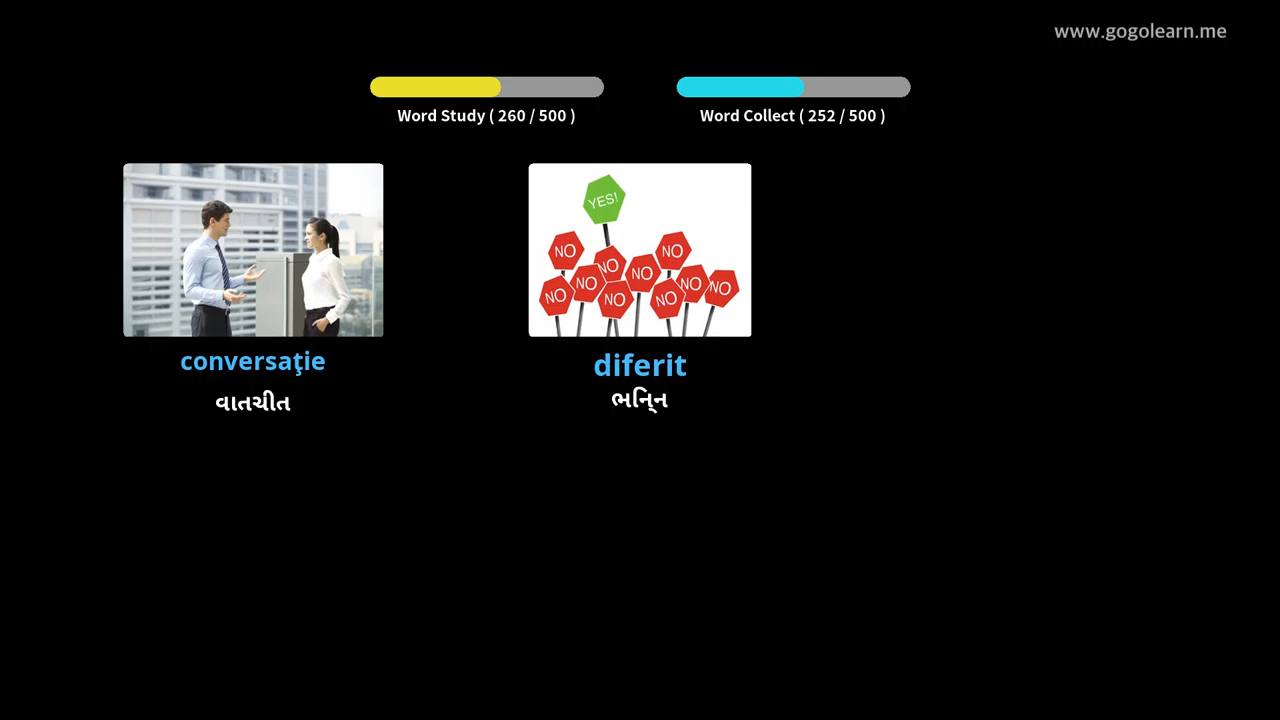 www.gogolearn.me
Word Study ( 260 / 500 )
Word Collect ( 252 / 500 )
YES!
NO
NO
NO
NO
NO
NO
NO
NO
NO
NO
conversaţie
diferit
વાતચીત
ભિન્ન